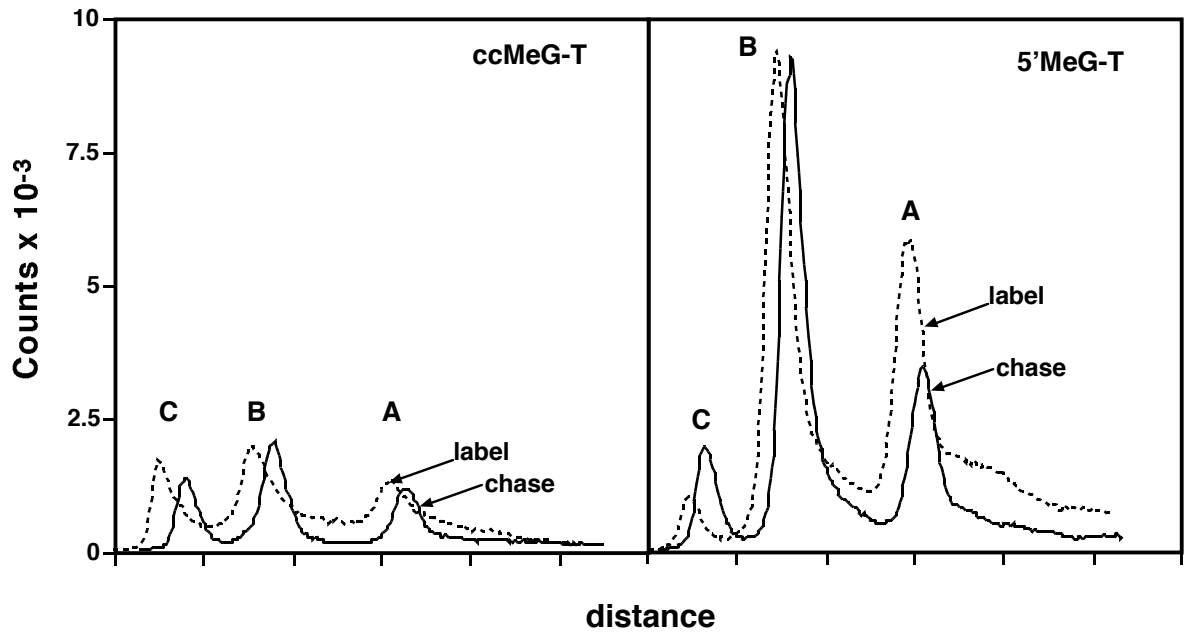 Counts x 10-3
10
7.5
5
2.5
0
ccMeG-T
C
B
A
label
chase
5’MeG-T
B
A
C
label
chase
distance